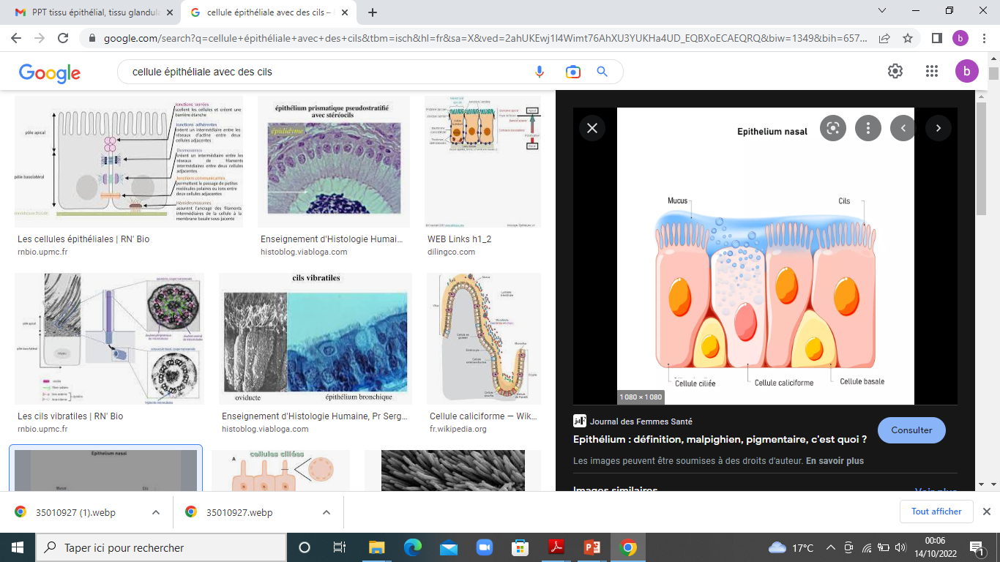 PPT tissu épithélial, tissu glandula
cellule épithéliale avec des cils –
google.com/search?q=cellule+épithéliale+avec+des+cils&tbm=isch&hl=fr&sa=X&ved=2ahUKEwj1l4Wimt76AhXU3YUKHa4UD_EQBXoECAEQRQ&biw=1349&bih=657...
b
Google
cellule épithéliale avec des cils
b
jonctions serrées
scellent les cellules et créent une
barrière étanche
Jonctions adhérentes
créent un intermédiaire entre les
réseaux d'actine entre deux
cellules adjacentes
Desmosomes
créent un intermédiaire entre les
réseaux de filaments
intermédiaires entre deux cellules
adjacentes
Jonctions communicantes
permettent le passage de petites
molécules polaires ou ions entre
deux cellules adjacentes
Hémidesmosomes
assurent l'ancrage des filaments
intermédiaires de la cellule à la
membrane basale sous-jacente
pôle apical
pôle basolatéral
membrane basale
Les cellules épithéliales | RN' Bio
rnbio.upmc.fr
épithélium prismatique pseudostratifié
avec stéréocils
épididyme
Enseignement d'Histologie Humai...
histoblog.viabloga.com
WEB Links h1_2
dilingco.com
pôle apical
noyau
Les cils vibratiles | RN' Bio
rnbio.upmc.fr
cils vibratiles
oviducte
épithélium bronchique
Enseignement d'Histologie Humaine, Pr Serg...
histoblog.viabloga.com
Cellule caliciforme — Wik...
fr.wikipedia.org
Epithelium nasal
A
cellules ciliées
N
N
N
Epithelium nasal
Mucus
Cils
Cellule ciliée
Cellule caliciforme
Cellule basale
1 080 × 1 080
jdf
Journal des Femmes Santé
Epithélium : définition, malpighien, pigmentaire, c'est quoi ?
Consulter
Les images peuvent être soumises à des droits d'auteur. En savoir plus
Images similaires
Voir plus
35010927 (1).webp
35010927.webp
Tout afficher
Taper ici pour rechercher
17°C
00:06
14/10/2022
1